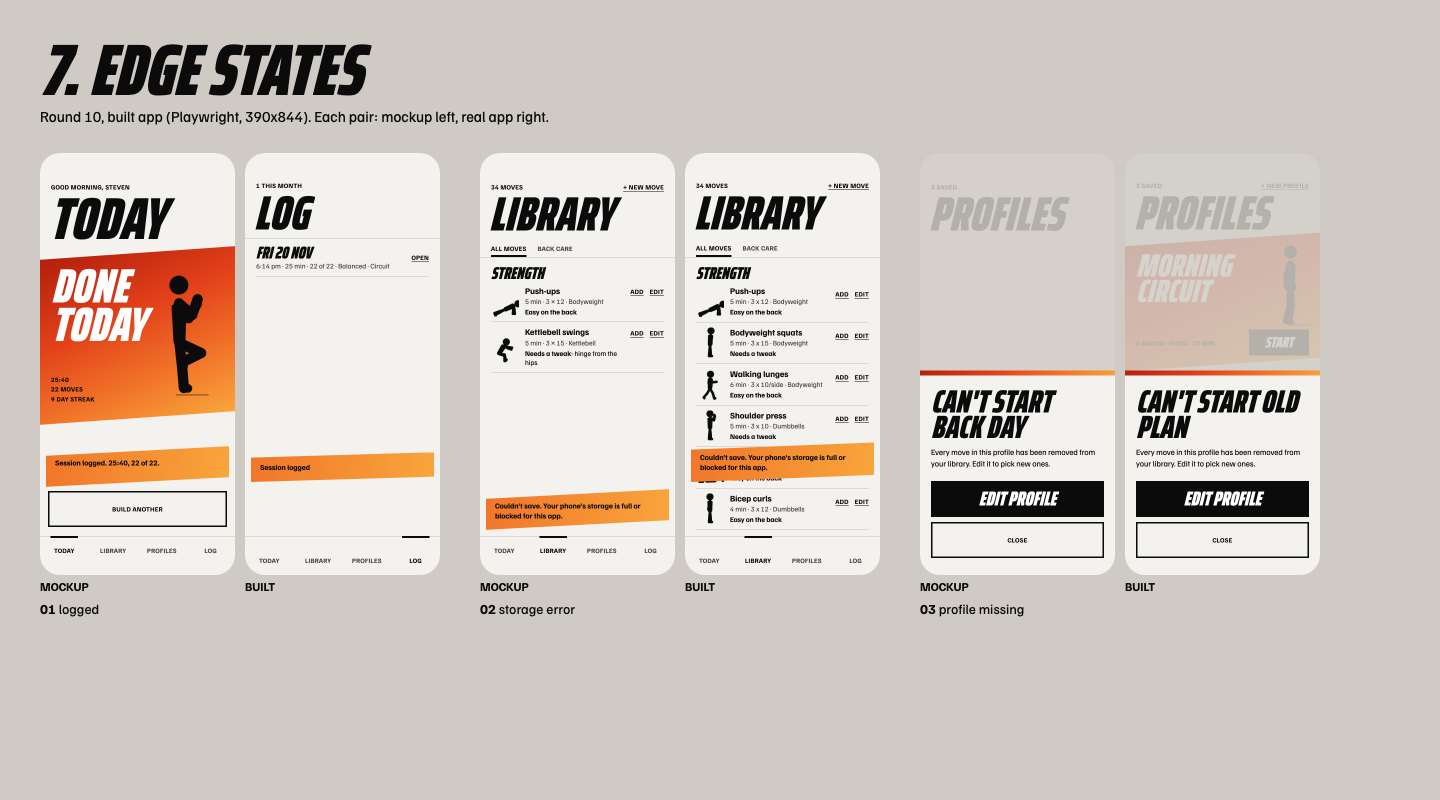 7. EDGE STATES
Round 10, built app (Playwright, 390x844). Each pair: mockup left, real app right.
GOOD MORNING, STEVEN
TODAY
DONE
TODAY
25:40
22 MOVES
9 DAY STREAK
Session logged. 25:40, 22 of 22.
BUILD ANOTHER
TODAY LIBRARY PROFILES LOG
MOCKUP
01 logged
1 THIS MONTH
LOG
FRI 20 NOV
6:14 pm · 25 min · 22 of 22 · Balanced · Circuit
OPEN
Session logged
TODAY LIBRARY PROFILES LOG
BUILT
34 MOVES
+ NEW MOVE
LIBRARY
ALL MOVES BACK CARE
STRENGTH
Push-ups
5 min · 3 × 12 · Bodyweight
Easy on the back
ADD EDIT
Kettlebell swings
5 min · 3 × 15 · Kettlebell
Needs a tweak: hinge from the
hips
ADD EDIT
Couldn't save. Your phone's storage is full or
blocked for this app.
TODAY LIBRARY PROFILES LOG
MOCKUP
02 storage error
34 MOVES
+ NEW MOVE
LIBRARY
ALL MOVES BACK CARE
STRENGTH
Push-ups
5 min · 3 x 12 · Bodyweight
Easy on the back
ADD EDIT
Bodyweight squats
5 min · 3 x 15 · Bodyweight
Needs a tweak
ADD EDIT
Walking lunges
6 min · 3 x 10/side · Bodyweight
Easy on the back
ADD EDIT
Shoulder press
5 min · 3 x 10 · Dumbbells
Needs a tweak
ADD EDIT
Couldn't save. Your phone's storage is full or
blocked for this app.
Bicep curls
4 min · 3 x 12 · Dumbbells
Easy on the back
ADD EDIT
TODAY LIBRARY PROFILES LOG
BUILT
3 SAVED
PROFILES
CAN'T START
BACK DAY
Every move in this profile has been removed from
your library. Edit it to pick new ones.
EDIT PROFILE
CLOSE
MOCKUP
03 profile missing
3 SAVED
+ NEW PROFILE
PROFILES
MORNING
CIRCUIT
START
CAN'T START OLD
PLAN
Every move in this profile has been removed from
your library. Edit it to pick new ones.
EDIT PROFILE
CLOSE
BUILT